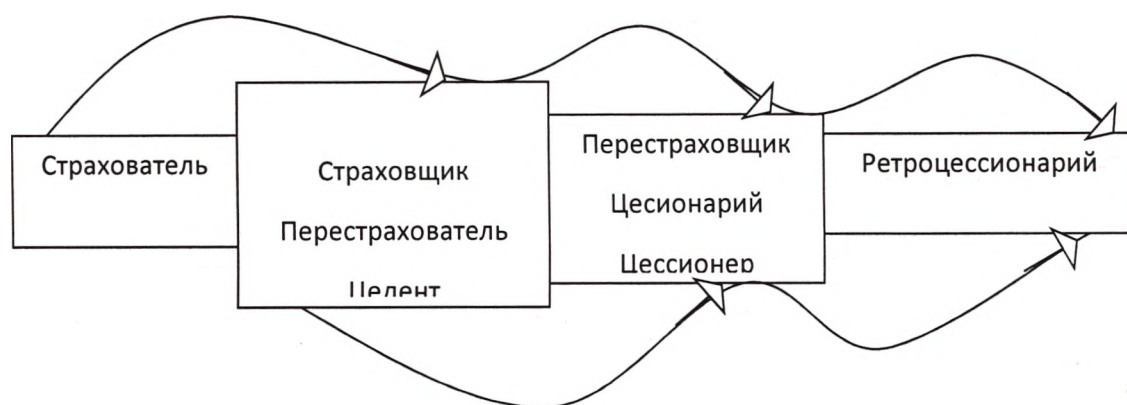 Страхователь
Страховщик
Перестрахователь
Цедент
Перестраховщик
Цесионарий
Цессионер
Ретроцессионарий